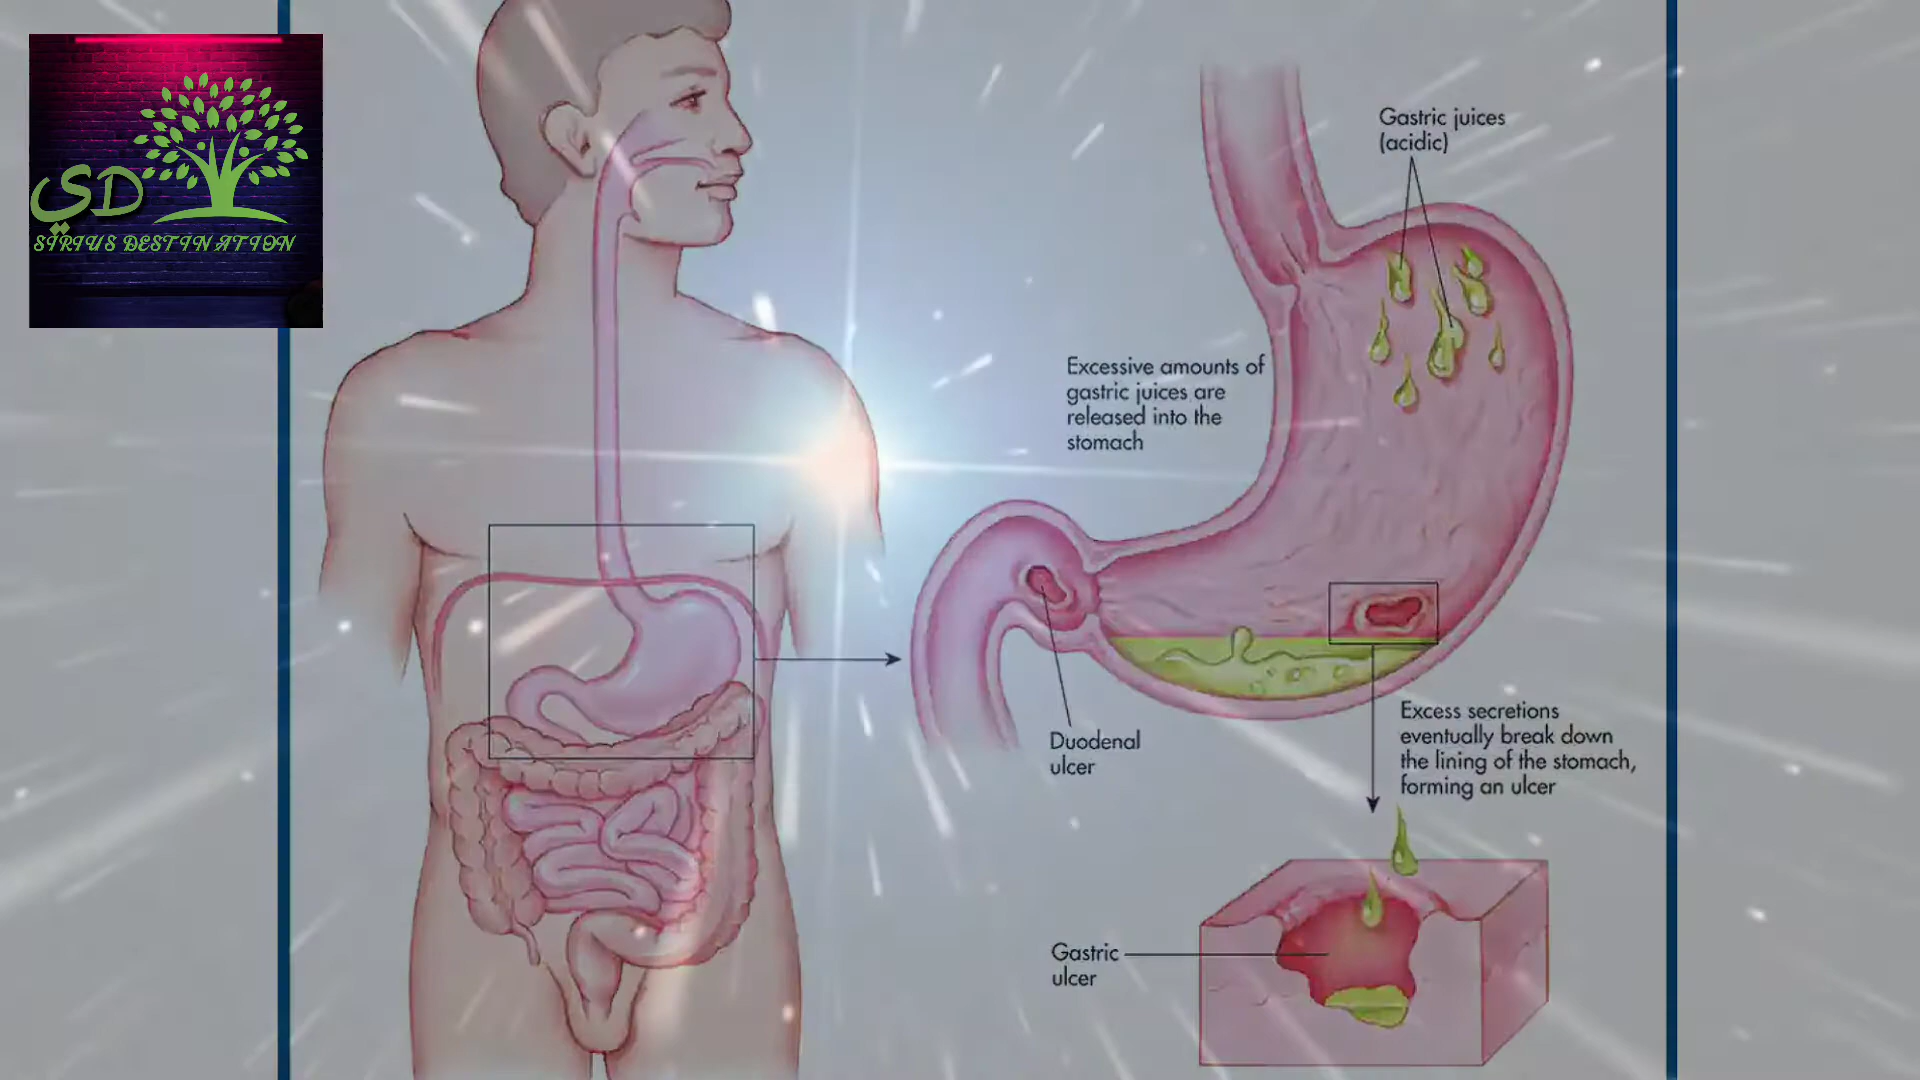 SD
SIRIUS DESTINATION
Gastric juices
(acidic)
Excessive amounts of
gastric juices are
released into the
stomach
Duodenal
ulcer
Excess secretions
eventually break down
the lining of the stomach,
forming an ulcer
Gastric
ulcer